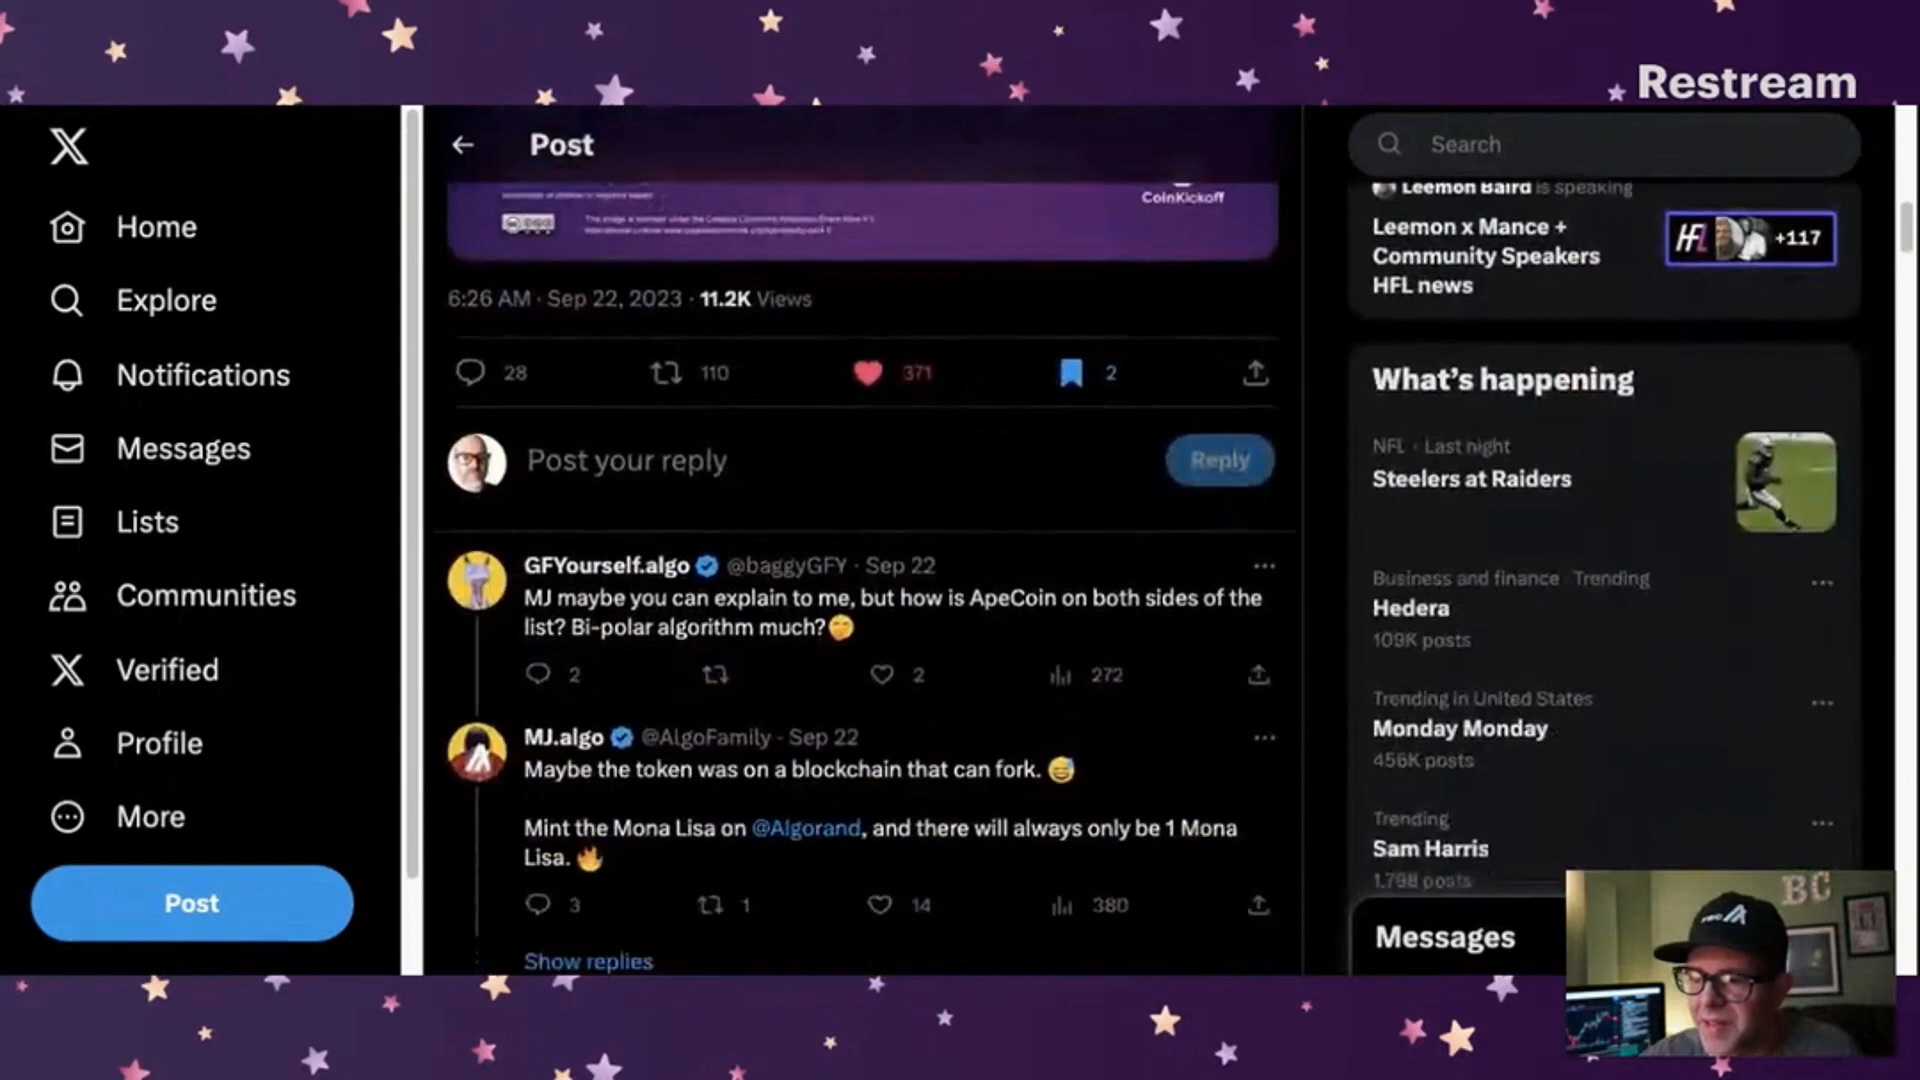 Restream
Post
Search
Leemon Baird is speaking
Leemon x Mance +
Community Speakers
HFL news
HFL
+117
CoinKickoff
Home
Explore
Notifications
Messages
Lists
Communities
Verified
Profile
More
Post
6:26 AM · Sep 22, 2023 · 11.2K Views
28
110
371
2
Post your reply
Reply
GFYourself.algo @baggyGFY · Sep 22
MJ maybe you can explain to me, but how is ApeCoin on both sides of the
list? Bi-polar algorithm much?🤔
2
2
272
MJ.algo @AlgoFamily · Sep 22
Maybe the token was on a blockchain that can fork. 😅
Mint the Mona Lisa on @Algorand, and there will always only be 1 Mona
Lisa. 🔥
3
1
14
380
Show replies
What's happening
NFL · Last night
Steelers at Raiders
Business and finance · Trending
Hedera
109K posts
Trending in United States
Monday Monday
456K posts
Trending
Sam Harris
1,798 posts
Messages
BC